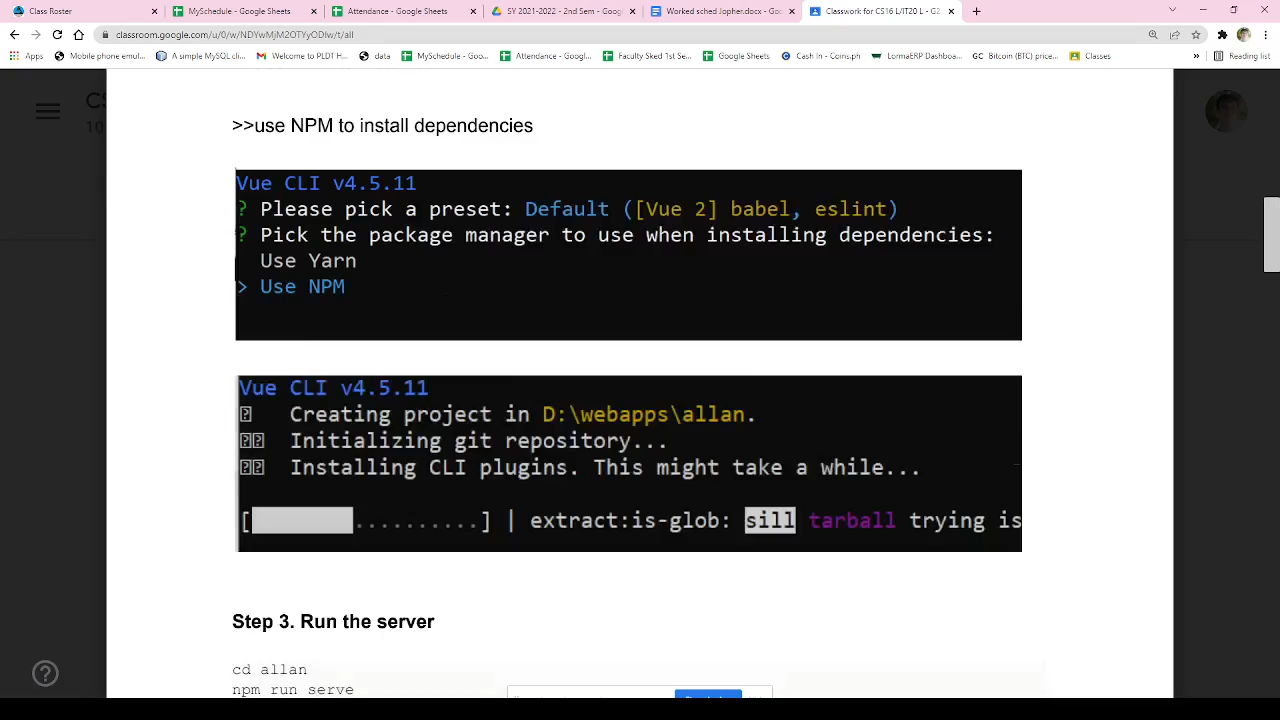 Class Roster
MySchedule - Google Sheets
Attendance - Google Sheets
SY 2021-2022 - 2nd Sem - Google
Worked sched Jopher.docx - Google
Classwork for CS16 L/IT20 L - G2
classroom.google.com/u/0/w/NDYwMjM2OTYyODIw/t/all
Apps
Mobile phone emul...
A simple MySQL cli...
Welcome to PLDT H...
data
MySchedule - Goo...
Attendance - Googl...
Faculty Sked 1st Se...
Google Sheets
Cash In - Coins.ph
LormaERP Dashboa...
GC Bitcoin (BTC) price...
Classes
»
Reading list
CS
10
>>use NPM to install dependencies
Vue CLI v4.5.11
? Please pick a preset: Default ([Vue 2] babel, eslint)
? Pick the package manager to use when installing dependencies:
Use Yarn
> Use NPM
Vue CLI v4.5.11
Creating project in D:\webapps\allan.
Initializing git repository...
Installing CLI plugins. This might take a while...
[ ..........] | extract:is-glob: sill tarball trying is
Step 3. Run the server
cd allan
npm run serve